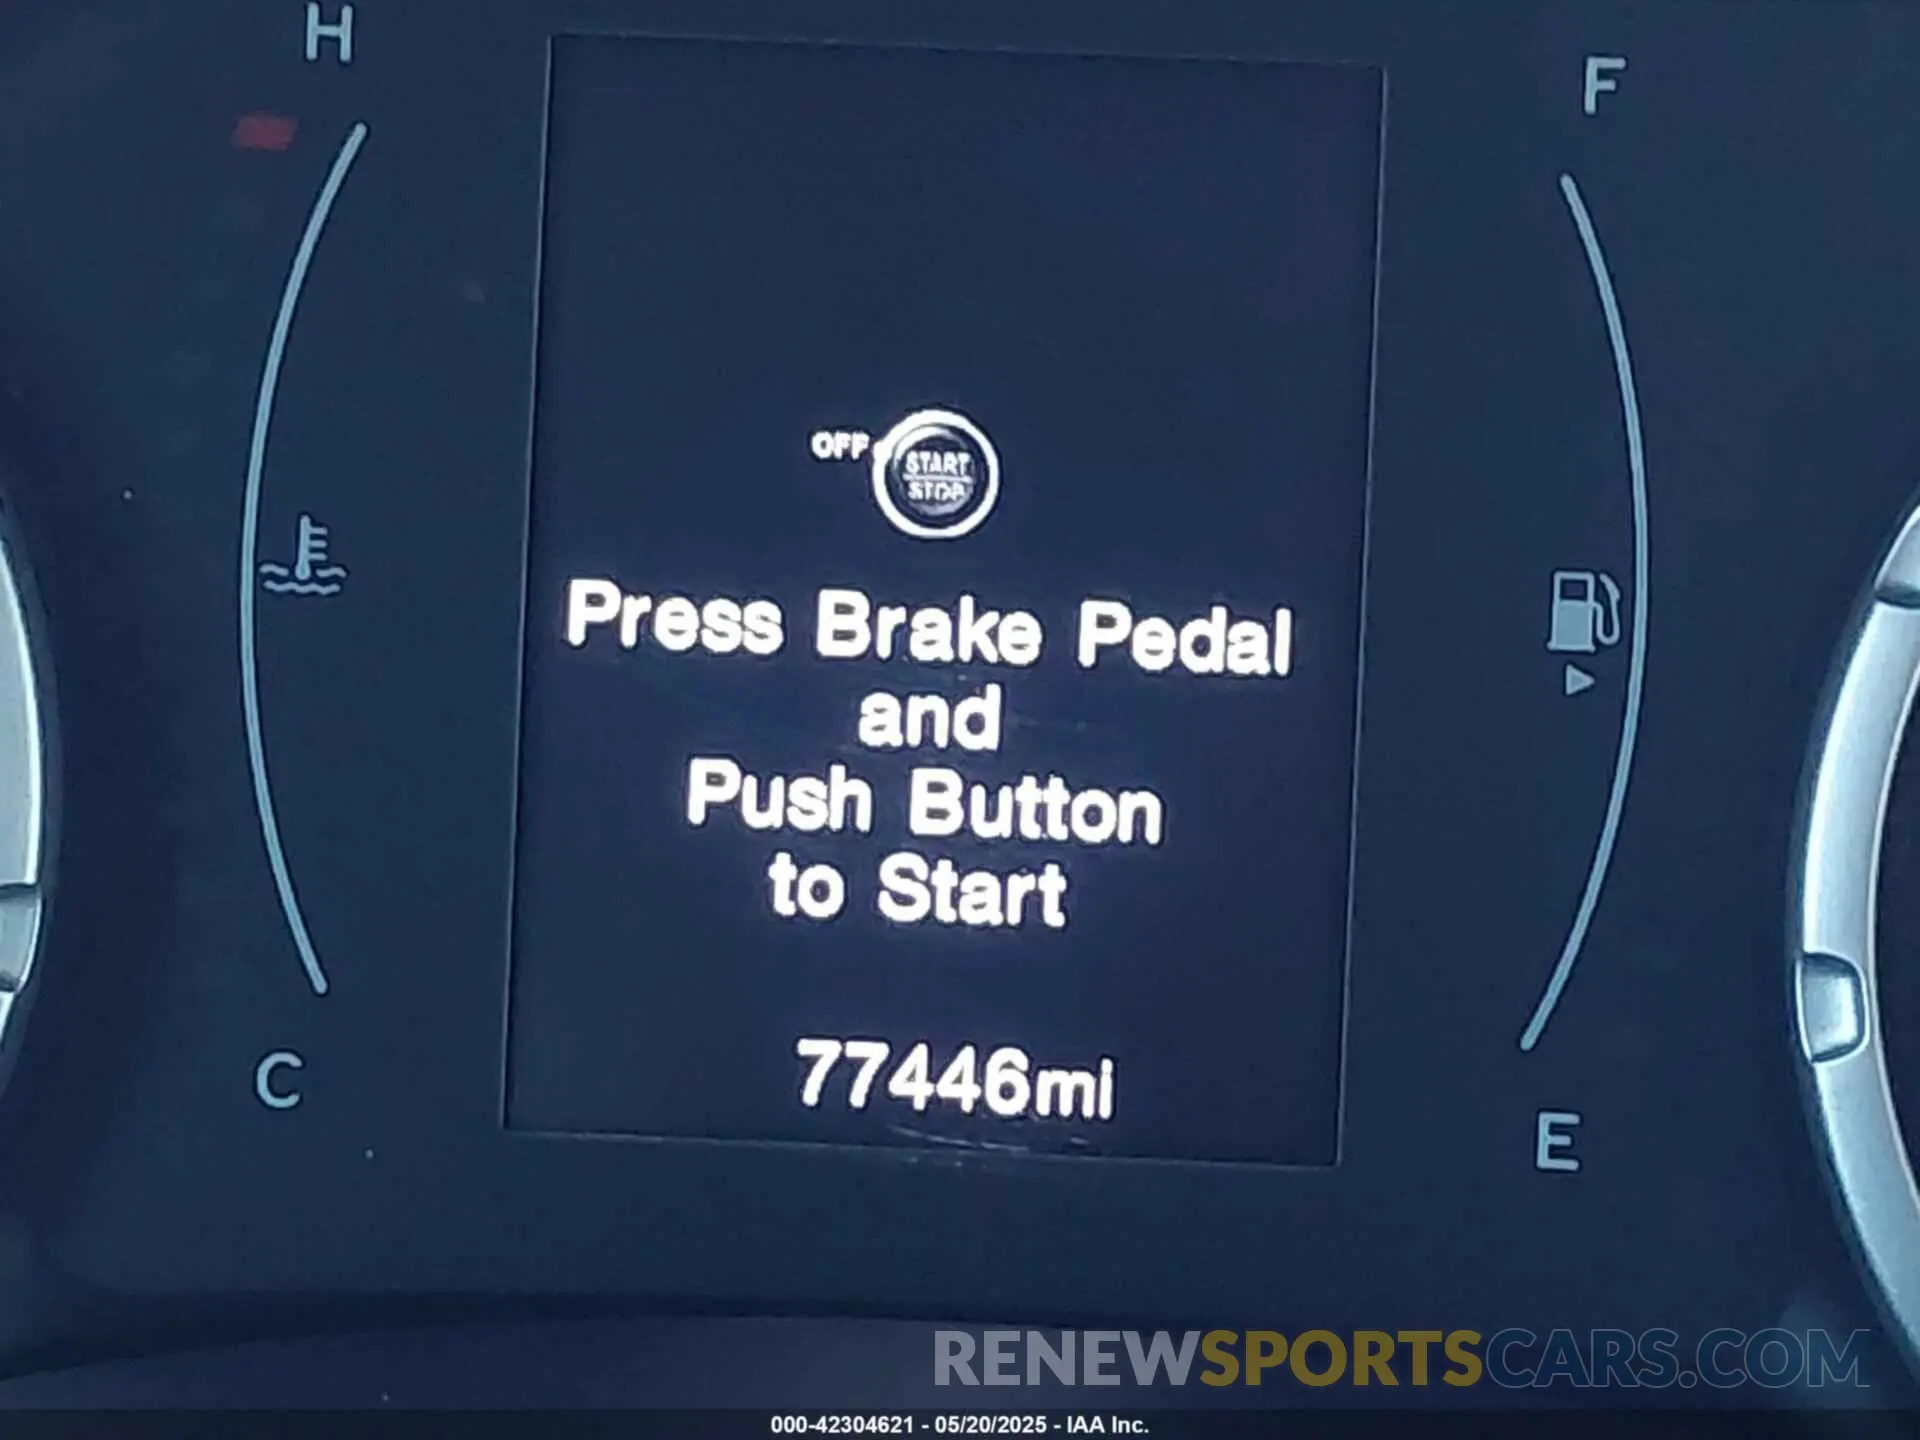 H
F
OFF
START
STOP
Press Brake Pedal
and
Push Button
to Start
77446mi
C
E
RENEWSPORTSCARS.COM
000-42304621 - 05/20/2025 - IAA Inc.